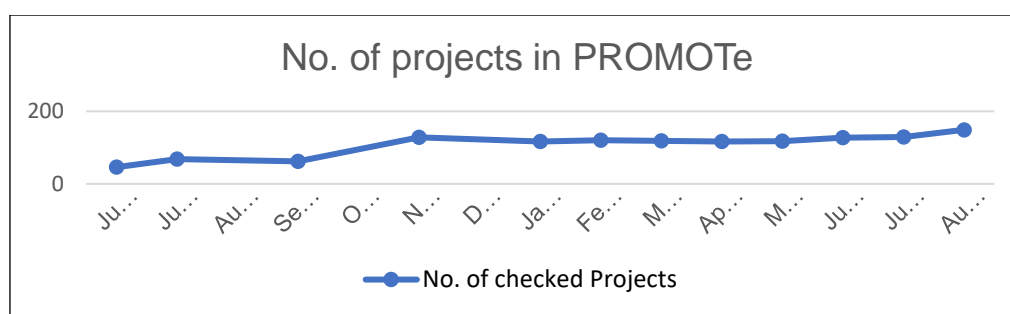 No. of projects in PROMOTe
200
0
Ju...
Ju...
Au...
Se...
O...
N...
D...
Ja...
Fe...
M...
Ap...
M...
Ju...
Ju...
Au...
No. of checked Projects